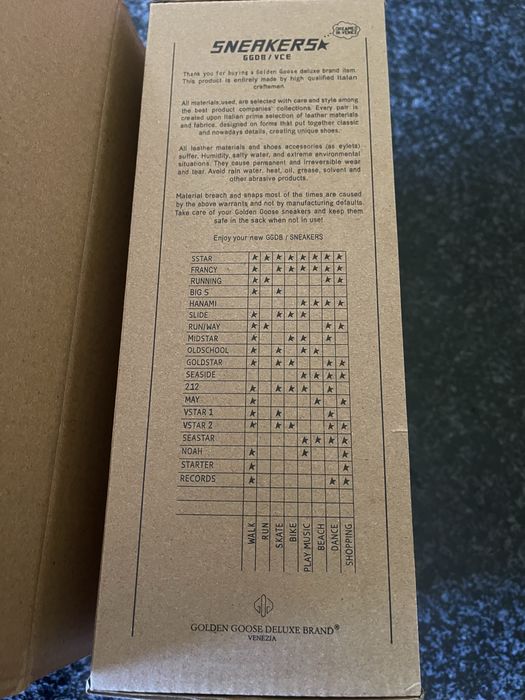 DREAMED
IN VENICE
SNEAKERS★
GGDB / VCE
Thank you for buying a Golden Goose deluxe brand item.
This product is entirely made by high qualified Italian
craftsmen.
All materials used, are selected with care and style among
the best product companies' collections. Every pair is
created upon Italian prime selection of leather materials
and fabrics, designed on forms that put together classic
and nowadays details, creating unique shoes.
All leather materials and shoes accessories (as eylets)
suffer, Humidity, salty water, and extreme environmental
situations. They cause permanent and irreversible wear
and tear. Avoid rain water, heat, oil, grease, solvent and
other abrasive products.
Material breach and snaps most of the times are caused
by the above warrants and not by manufacturing defaults.
Take care of your Golden Goose sneakers and keep them
safe in the sack when not in use!
Enjoy your new GGDB / SNEAKERS
SSTAR ★ ★ ★ ★ ★ ★ ★ ★
FRANCY ★ ★ ★ ★ ★ ★ ★
RUNNING ★ ★ ★ ★
BIG S ★ ★
HANAMI ★ ★ ★ ★
SLIDE ★ ★ ★ ★
RUN/WAY ★ ★ ★ ★
MIDSTAR ★ ★ ★ ★
OLDSCHOOL ★ ★ ★ ★
GOLDSTAR ★ ★ ★ ★ ★
SEASIDE ★ ★ ★ ★
2.12 ★ ★ ★ ★ ★
MAY ★ ★ ★
VSTAR 1 ★ ★ ★
VSTAR 2 ★ ★ ★ ★ ★
SEASTAR ★ ★ ★ ★
NOAH ★ ★ ★
STARTER ★ ★
RECORDS ★ ★ ★
WALK
RUN
SKATE
BIKE
PLAY MUSIC
BEACH
DANCE
SHOPPING
GOLDEN GOOSE DELUXE BRAND®
VENEZIA